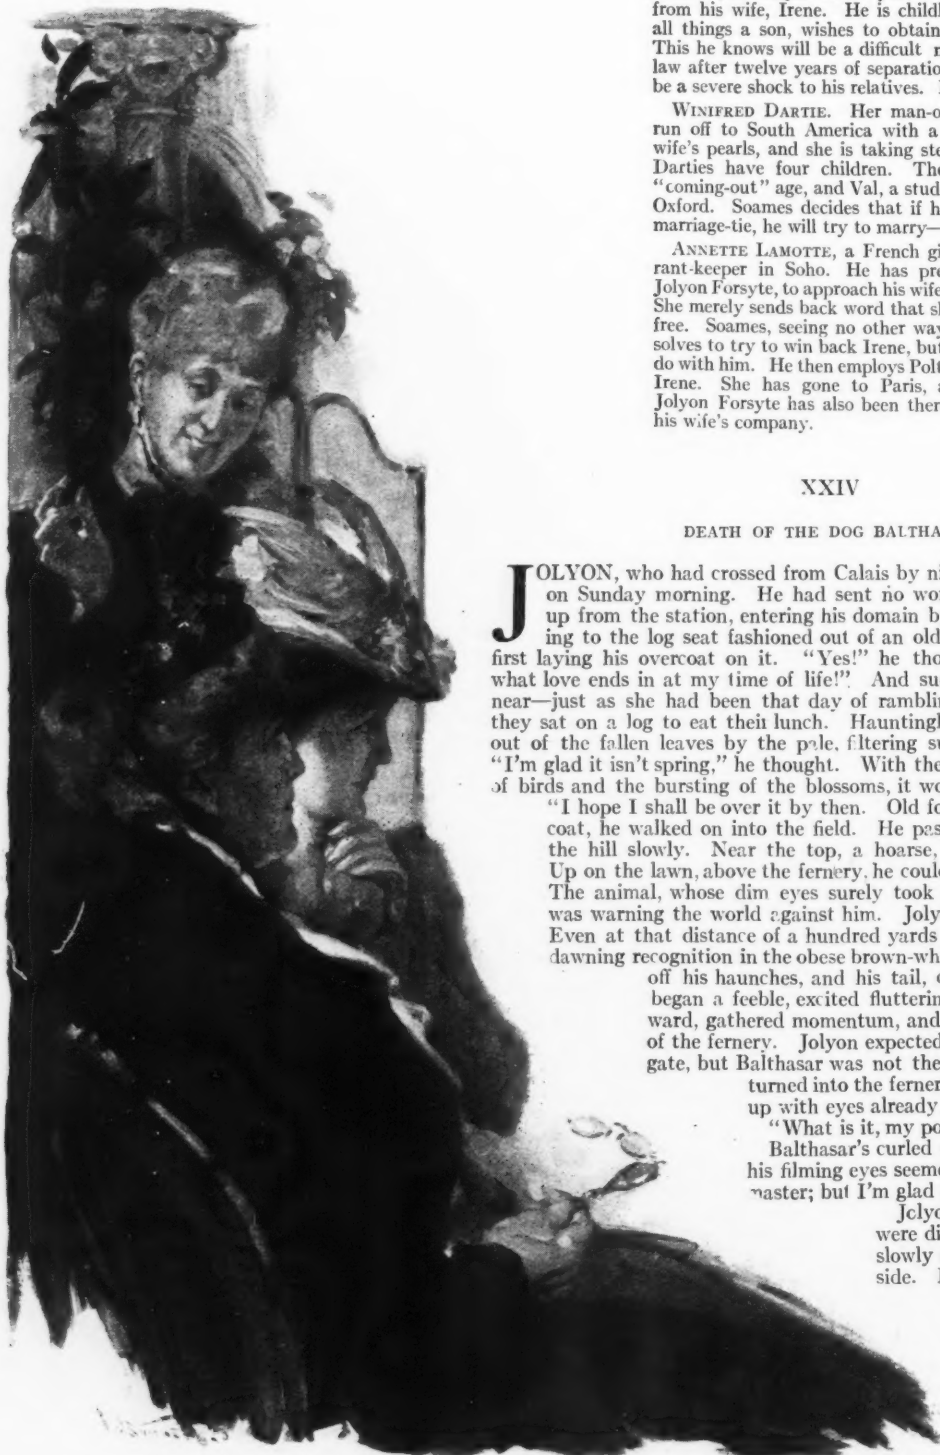 from his wife, Irene. He is childl
all things a son, wishes to obtain
This he knows will be a difficult
law after twelve years of separatio
be a severe shock to his relatives.
WINIFRED DARTIE. Her man-o
run off to South America with a
wife's pearls, and she is taking ste
Darties have four children. The
"coming-out" age, and Val, a stud
Oxford. Soames decides that if h
marriage-tie, he will try to marry—
ANNETTE LAMOTTE, a French gi
rant-keeper in Soho. He has pre
Jolyon Forsyte, to approach his wife
She merely sends back word that sh
free. Soames, seeing no other way
solves to try to win back Irene, but
do with him. He then employs Polt
Irene. She has gone to Paris, a
Jolyon Forsyte has also been ther
his wife's company.
XXIV
DEATH OF THE DOG BALTHA
JOLYON, who had crossed from Calais by ni
on Sunday morning. He had sent no wor
up from the station, entering his domain b
ing to the log seat fashioned out of an old
first laying his overcoat on it. "Yes!" he tho
what love ends in at my time of life!" And su
near—just as she had been that day of ramblin
they sat on a log to eat their lunch. Hauntingl
out of the fallen leaves by the pale, filtering su
"I'm glad it isn't spring," he thought. With the
of birds and the bursting of the blossoms, it wo
"I hope I shall be over it by then. Old fo
coat, he walked on into the field. He pas
the hill slowly. Near the top, a hoarse,
Up on the lawn, above the fernery, he coul
The animal, whose dim eyes surely took
was warning the world against him. Joly
Even at that distance of a hundred yards
dawning recognition in the obese brown-wh
off his haunches, and his tail,
began a feeble, excited flutterin
ward, gathered momentum, and
of the fernery. Jolyon expected
gate, but Balthasar was not the
turned into the ferner
up with eyes already
"What is it, my po
Balthasar's curled
his filming eyes seeme
master; but I'm glad
Jolyo
were di
slowly
side.